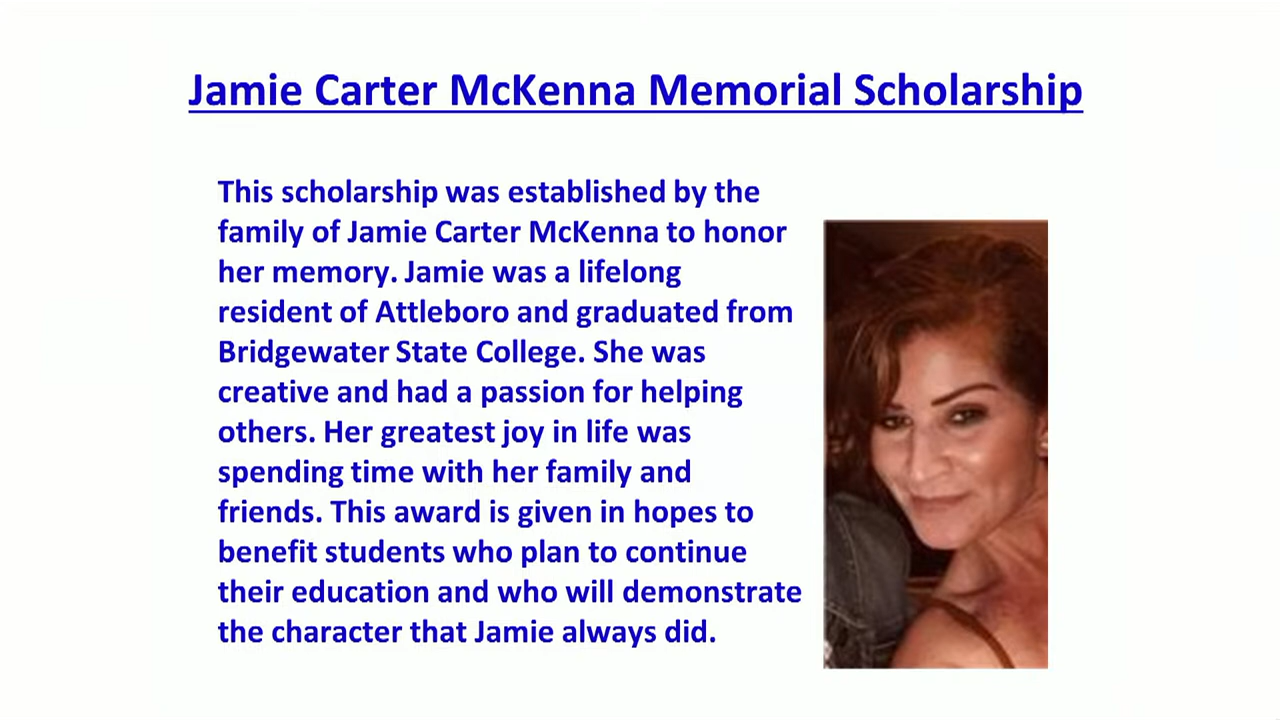 Jamie Carter McKenna Memorial Scholarship
This scholarship was established by the
family of Jamie Carter McKenna to honor
her memory. Jamie was a lifelong
resident of Attleboro and graduated from
Bridgewater State College. She was
creative and had a passion for helping
others. Her greatest joy in life was
spending time with her family and
friends. This award is given in hopes to
benefit students who plan to continue
their education and who will demonstrate
the character that Jamie always did.